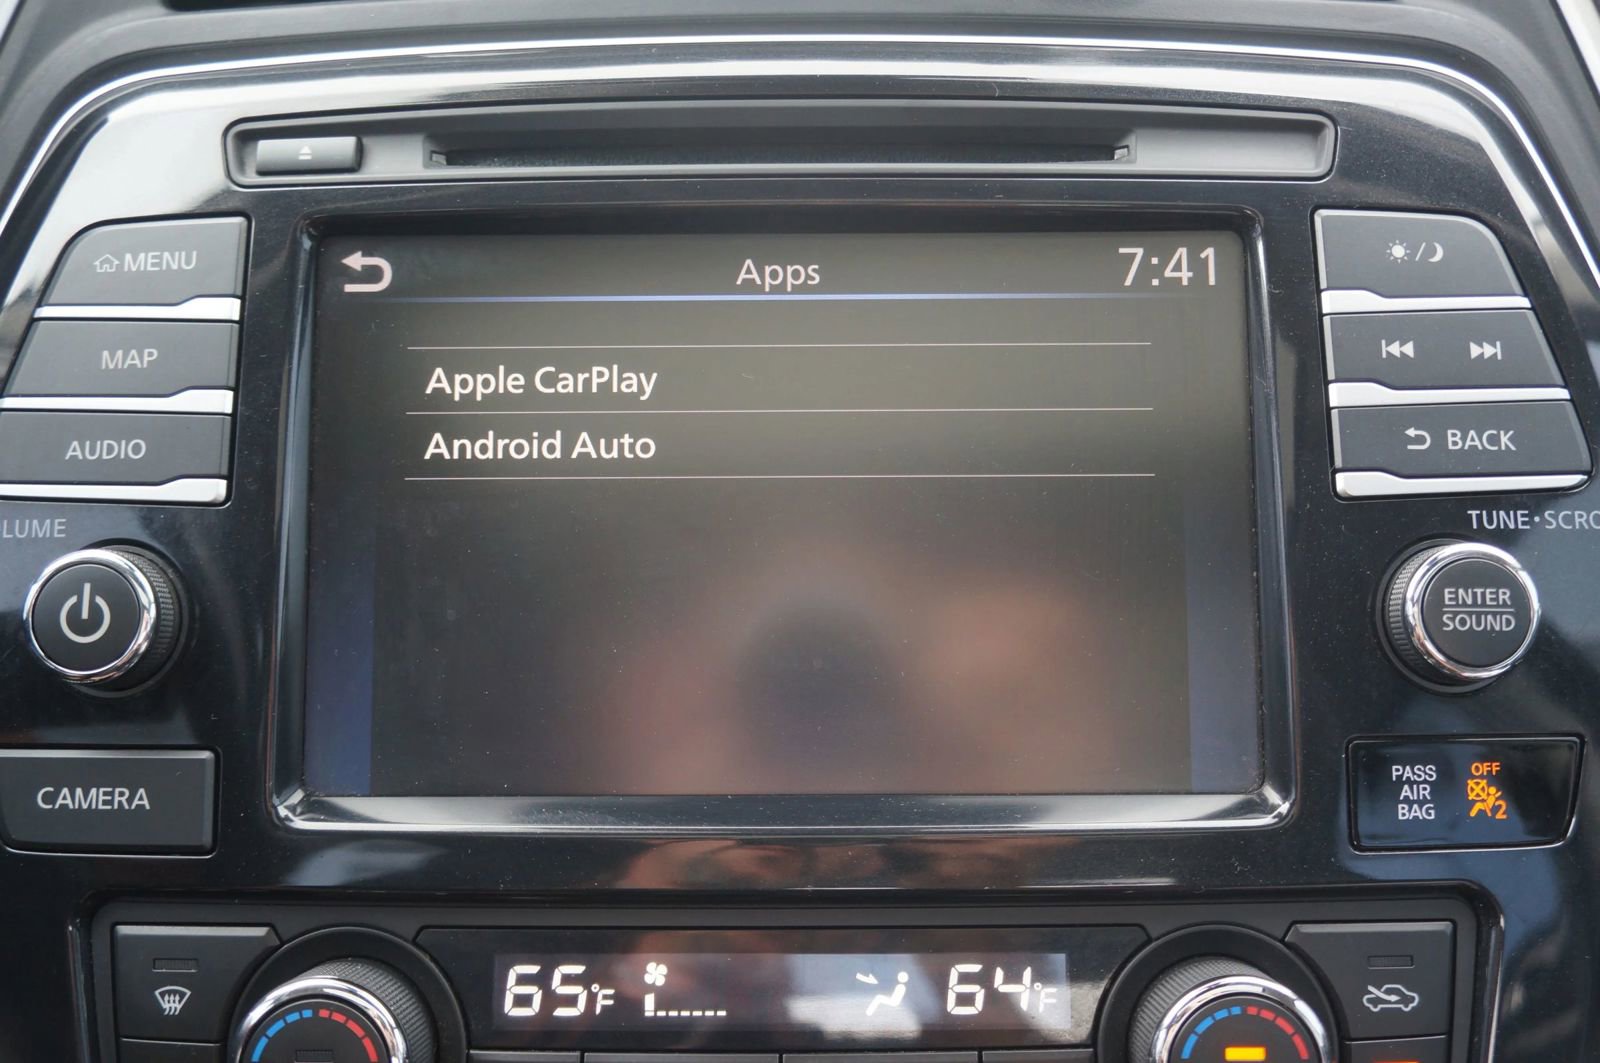 MENU
Apps
7:41
MAP
Apple CarPlay
AUDIO
Android Auto
BACK
LUME
TUNE•SCRO
ENTER
SOUND
CAMERA
PASS
AIR
BAG
OFF
2
65°F
64°F